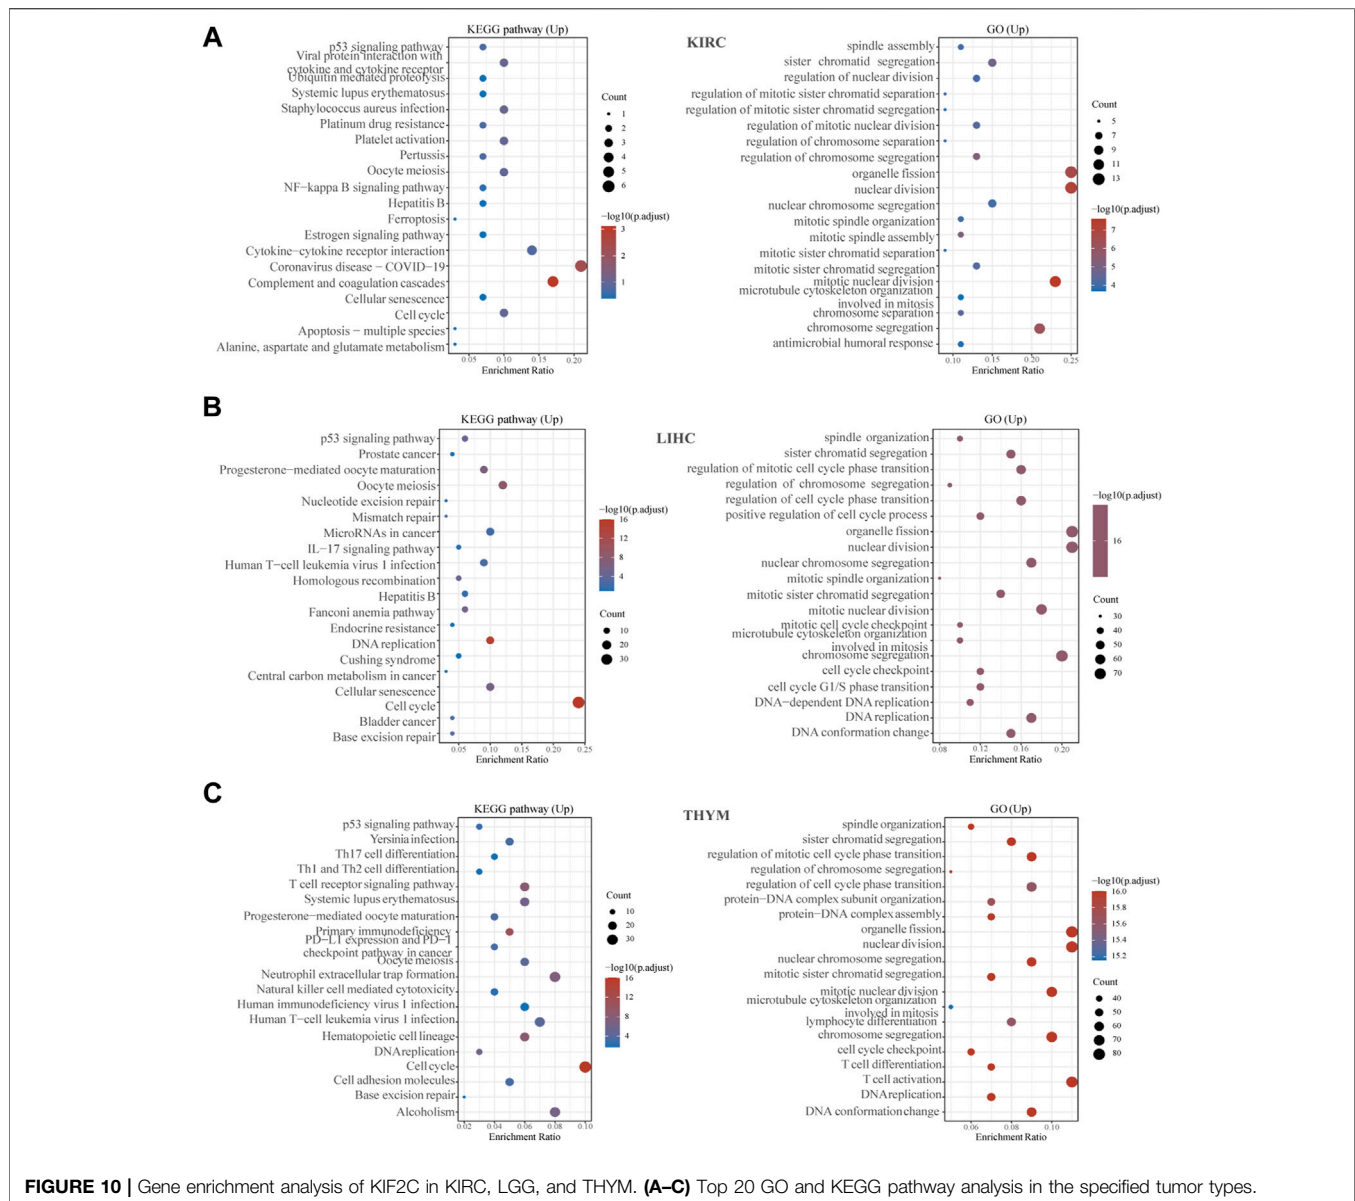 A
KIRC
KEGG pathway (Up)
p53 signaling pathway
Viral protein interaction with
cytokine and cytokine receptor
Ubiquitin mediated proteolysis
Systemic lupus erythematosus
Staphylococcus aureus infection
Platinum drug resistance
Platelet activation
Pertussis
Oocyte meiosis
NF−kappa B signaling pathway
Hepatitis B
Ferroptosis
Estrogen signaling pathway
Cytokine−cytokine receptor interaction
Coronavirus disease − COVID−19
Complement and coagulation cascades
Cellular senescence
Cell cycle
Apoptosis − multiple species
Alanine, aspartate and glutamate metabolism
0.05 0.10 0.15 0.20
Enrichment Ratio
Count
1
2
3
4
5
6
−log10(p.adjust)
3
2
1
GO (Up)
spindle assembly
sister chromatid segregation
regulation of nuclear division
regulation of mitotic sister chromatid separation
regulation of mitotic sister chromatid segregation
regulation of mitotic nuclear division
regulation of chromosome separation
regulation of chromosome segregation
organelle fission
nuclear division
nuclear chromosome segregation
mitotic spindle organization
mitotic spindle assembly
mitotic sister chromatid separation
mitotic sister chromatid segregation
mitotic nuclear division
microtubule cytoskeleton organization
involved in mitosis
chromosome separation
chromosome segregation
antimicrobial humoral response
0.10 0.15 0.20 0.25
Enrichment Ratio
Count
5
7
9
11
13
−log10(p.adjust)
7
6
5
4
B
LIHC
KEGG pathway (Up)
p53 signaling pathway
Prostate cancer
Progesterone−mediated oocyte maturation
Oocyte meiosis
Nucleotide excision repair
Mismatch repair
MicroRNAs in cancer
IL−17 signaling pathway
Human T−cell leukemia virus 1 infection
Homologous recombination
Hepatitis B
Fanconi anemia pathway
Endocrine resistance
DNA replication
Cushing syndrome
Central carbon metabolism in cancer
Cellular senescence
Cell cycle
Bladder cancer
Base excision repair
0.05 0.10 0.15 0.20 0.25
Enrichment Ratio
−log10(p.adjust)
16
12
8
4
Count
10
20
30
GO (Up)
spindle organization
sister chromatid segregation
regulation of mitotic cell cycle phase transition
regulation of chromosome segregation
regulation of cell cycle phase transition
positive regulation of cell cycle process
organelle fission
nuclear division
nuclear chromosome segregation
mitotic spindle organization
mitotic sister chromatid segregation
mitotic nuclear division
mitotic cell cycle checkpoint
microtubule cytoskeleton organization
involved in mitosis
chromosome segregation
cell cycle checkpoint
cell cycle G1/S phase transition
DNA−dependent DNA replication
DNA replication
DNA conformation change
0.08 0.12 0.16 0.20
Enrichment Ratio
−log10(p.adjust)
16
Count
30
40
50
60
70
C
THYM
KEGG pathway (Up)
p53 signaling pathway
Yersinia infection
Th17 cell differentiation
Th1 and Th2 cell differentiation
T cell receptor signaling pathway
Systemic lupus erythematosus
Progesterone−mediated oocyte maturation
Primary immunodeficiency
PD−L1 expression and PD−1
checkpoint pathway in cancer
Oocyte meiosis
Neutrophil extracellular trap formation
Natural killer cell mediated cytotoxicity
Human immunodeficiency virus 1 infection
Human T−cell leukemia virus 1 infection
Hematopoietic cell lineage
DNA replication
Cell cycle
Cell adhesion molecules
Base excision repair
Alcoholism
0.02 0.04 0.06 0.08 0.10
Enrichment Ratio
Count
10
20
30
−log10(p.adjust)
16
12
8
4
GO (Up)
spindle organization
sister chromatid segregation
regulation of mitotic cell cycle phase transition
regulation of chromosome segregation
regulation of cell cycle phase transition
protein−DNA complex subunit organization
protein−DNA complex assembly
organelle fission
nuclear division
nuclear chromosome segregation
mitotic sister chromatid segregation
mitotic nuclear division
microtubule cytoskeleton organization
involved in mitosis
lymphocyte differentiation
chromosome segregation
cell cycle checkpoint
T cell differentiation
T cell activation
DNA replication
DNA conformation change
0.06 0.08 0.10
Enrichment Ratio
−log10(p.adjust)
16.0
15.8
15.6
15.4
15.2
Count
40
50
60
70
80
FIGURE 10 | Gene enrichment analysis of KIF2C in KIRC, LGG, and THYM. (A–C) Top 20 GO and KEGG pathway analysis in the specified tumor types.